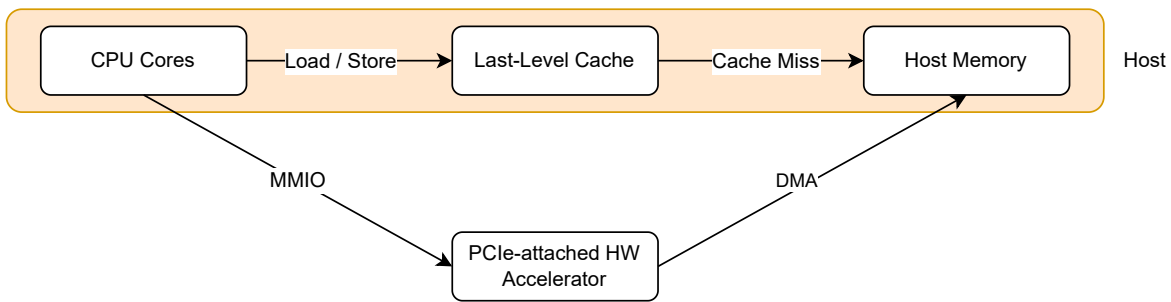 CPU Cores
Load / Store
Last-Level Cache
Cache Miss
Host Memory
Host
MMIO
DMA
PCIe-attached HW
Accelerator